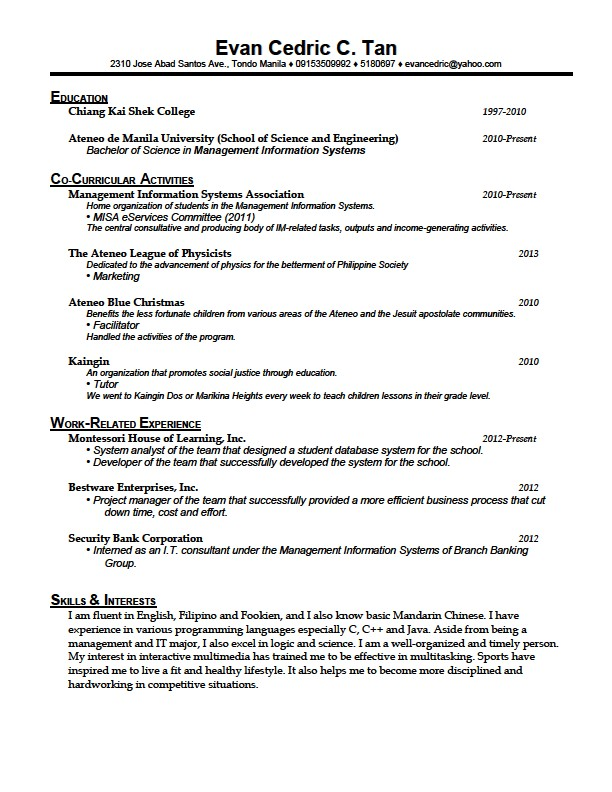 Evan Cedric C. Tan
2310 Jose Abad Santos Ave., Tondo Manila ♦ 09153509992 ♦ 5180697 ♦ evancedric@yahoo.com
EDUCATION
Chiang Kai Shek College 1997-2010
Ateneo de Manila University (School of Science and Engineering) 2010-Present
Bachelor of Science in Management Information Systems
CO-CURRICULAR ACTIVITIES
Management Information Systems Association 2010-Present
Home organization of students in the Management Information Systems.
• MISA eServices Committee (2011)
The central consultative and producing body of IM-related tasks, outputs and income-generating activities.
The Ateneo League of Physicists 2013
Dedicated to the advancement of physics for the betterment of Philippine Society
• Marketing
Ateneo Blue Christmas 2010
Benefits the less fortunate children from various areas of the Ateneo and the Jesuit apostolate communities.
• Facilitator
Handled the activities of the program.
Kaingin 2010
An organization that promotes social justice through education.
• Tutor
We went to Kaingin Dos or Marikina Heights every week to teach children lessons in their grade level.
WORK-RELATED EXPERIENCE
Montessori House of Learning, Inc. 2012-Present
• System analyst of the team that designed a student database system for the school.
• Developer of the team that successfully developed the system for the school.
Bestware Enterprises, Inc. 2012
• Project manager of the team that successfully provided a more efficient business process that cut
down time, cost and effort.
Security Bank Corporation 2012
• Interned as an I.T. consultant under the Management Information Systems of Branch Banking
Group.
SKILLS & INTERESTS
I am fluent in English, Filipino and Fookien, and I also know basic Mandarin Chinese. I have
experience in various programming languages especially C, C++ and Java. Aside from being a
management and IT major, I also excel in logic and science. I am a well-organized and timely person.
My interest in interactive multimedia has trained me to be effective in multitasking. Sports have
inspired me to live a fit and healthy lifestyle. It also helps me to become more disciplined and
hardworking in competitive situations.